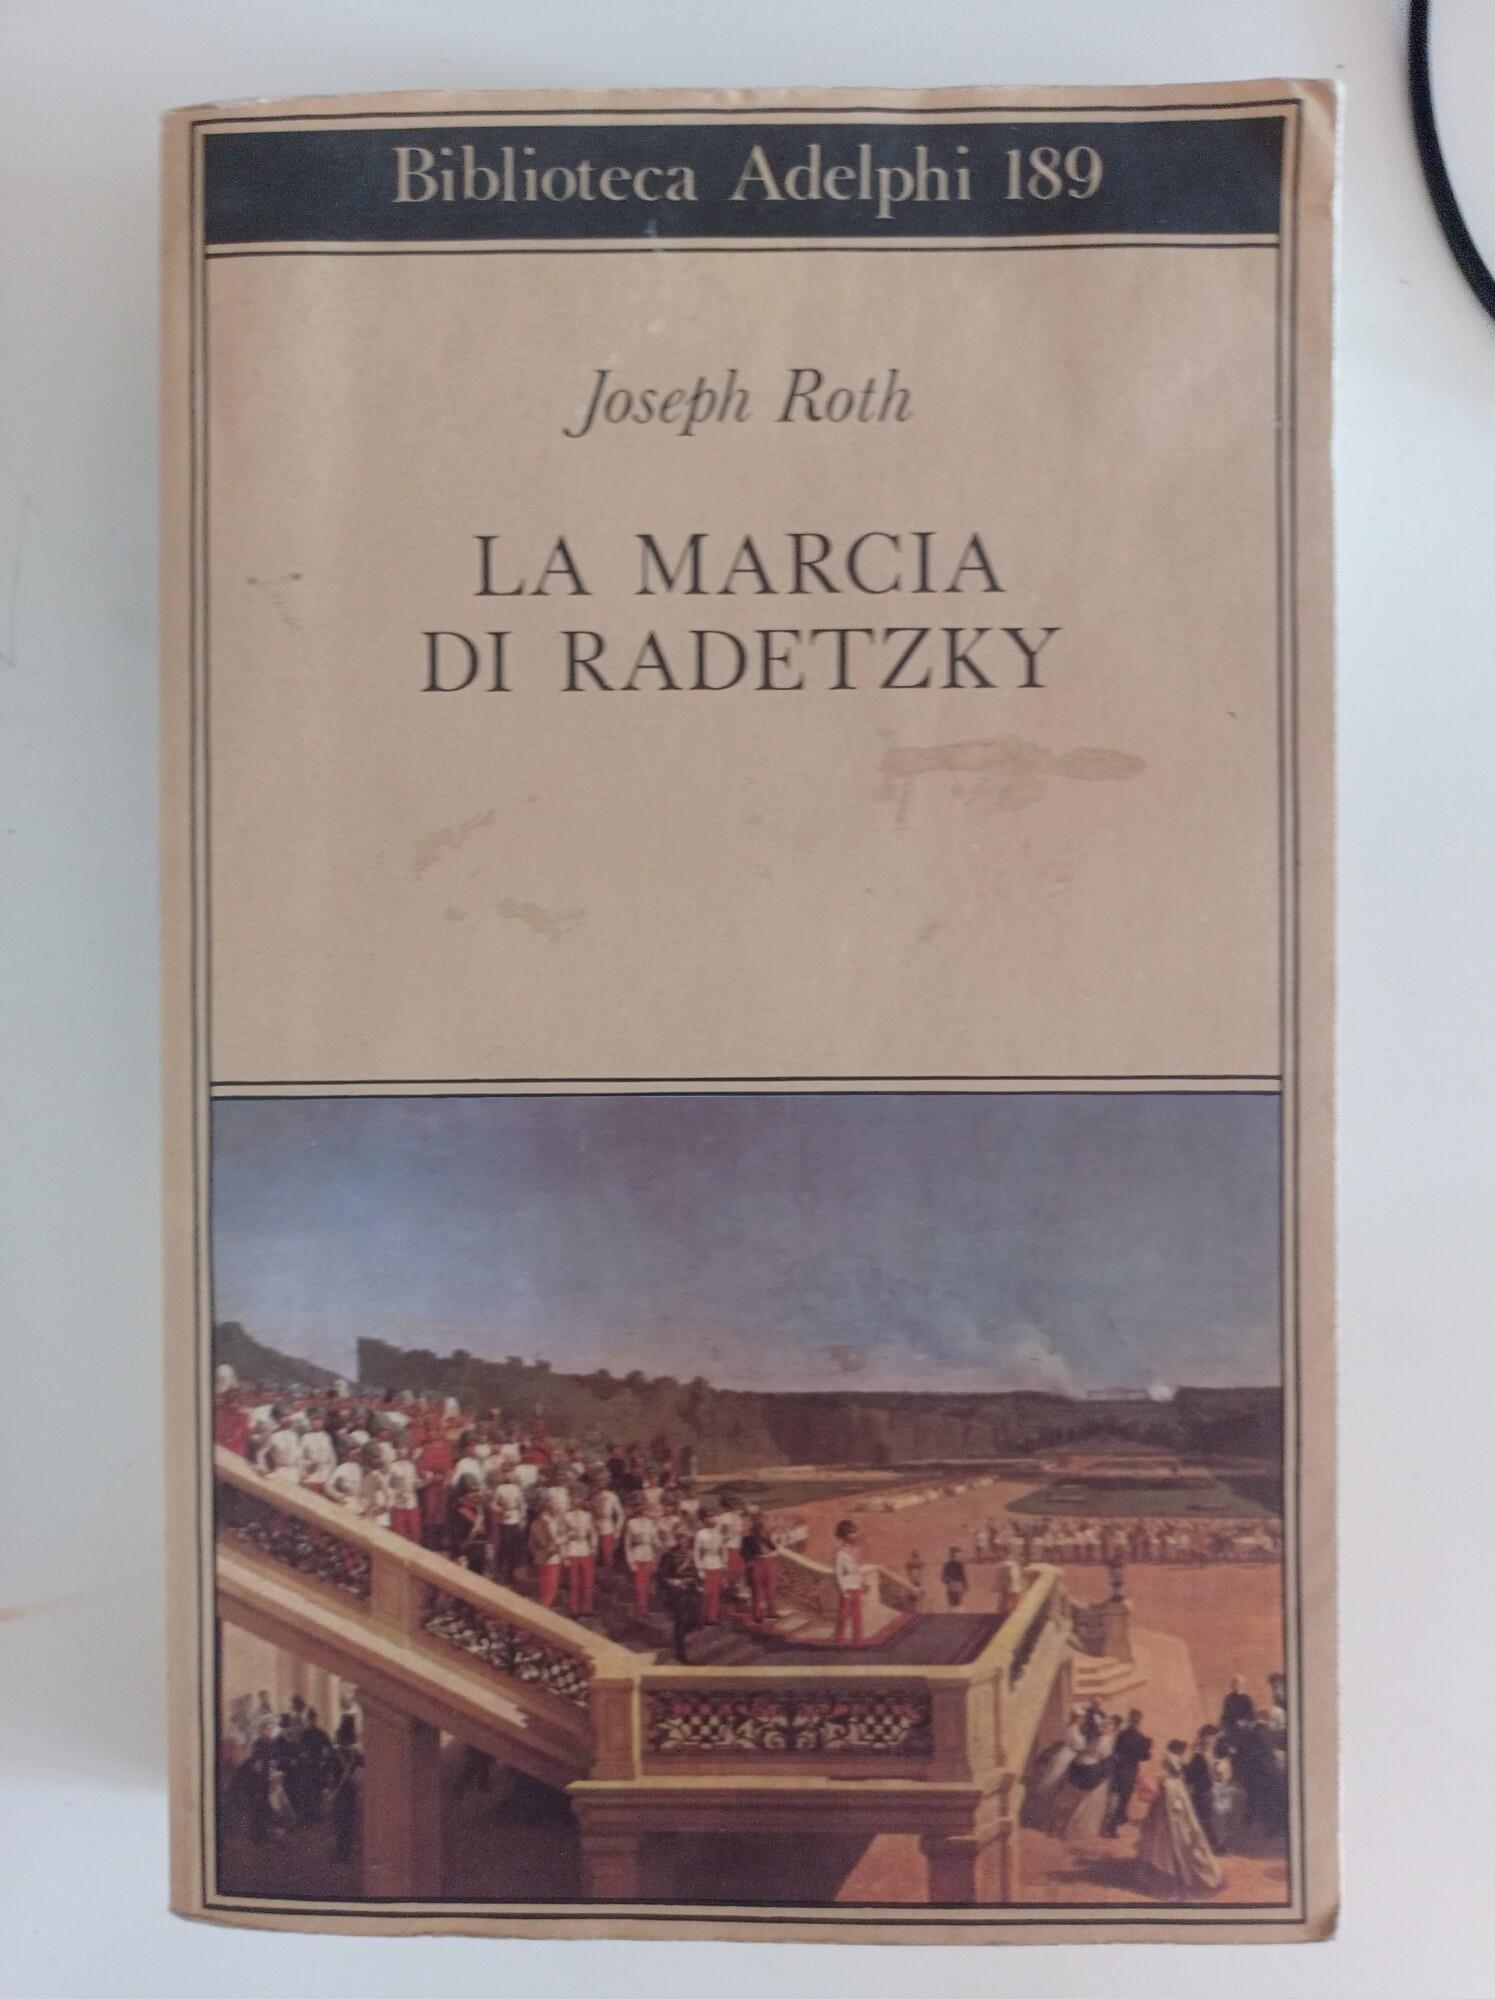 Biblioteca Adelphi 189
Joseph Roth
LA MARCIA
DI RADETZKY